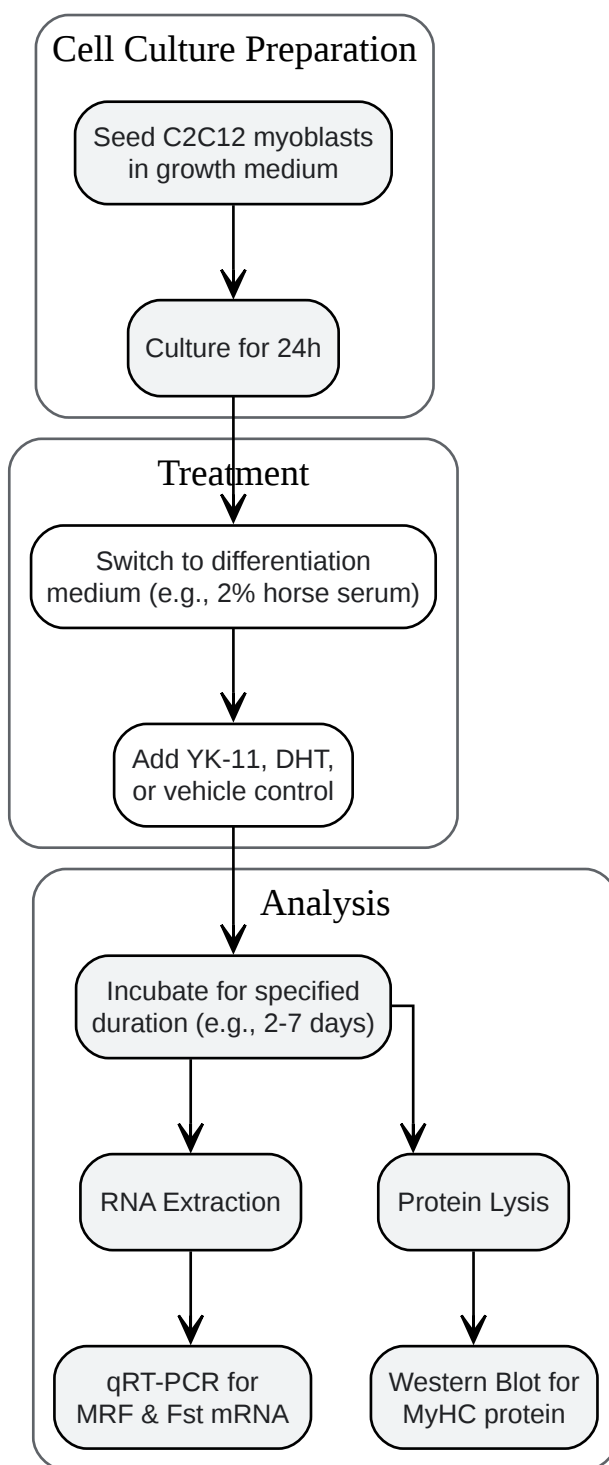 Cell Culture Preparation
Seed C2C12 myoblasts
in growth medium
Culture for 24h
Treatment
Switch to differentiation
medium (e.g., 2% horse serum)
Add YK-11, DHT,
or vehicle control
Analysis
Incubate for specified
duration (e.g., 2-7 days)
RNA Extraction
Protein Lysis
qRT-PCR for
MRF & Fst mRNA
Western Blot for
MyHC protein